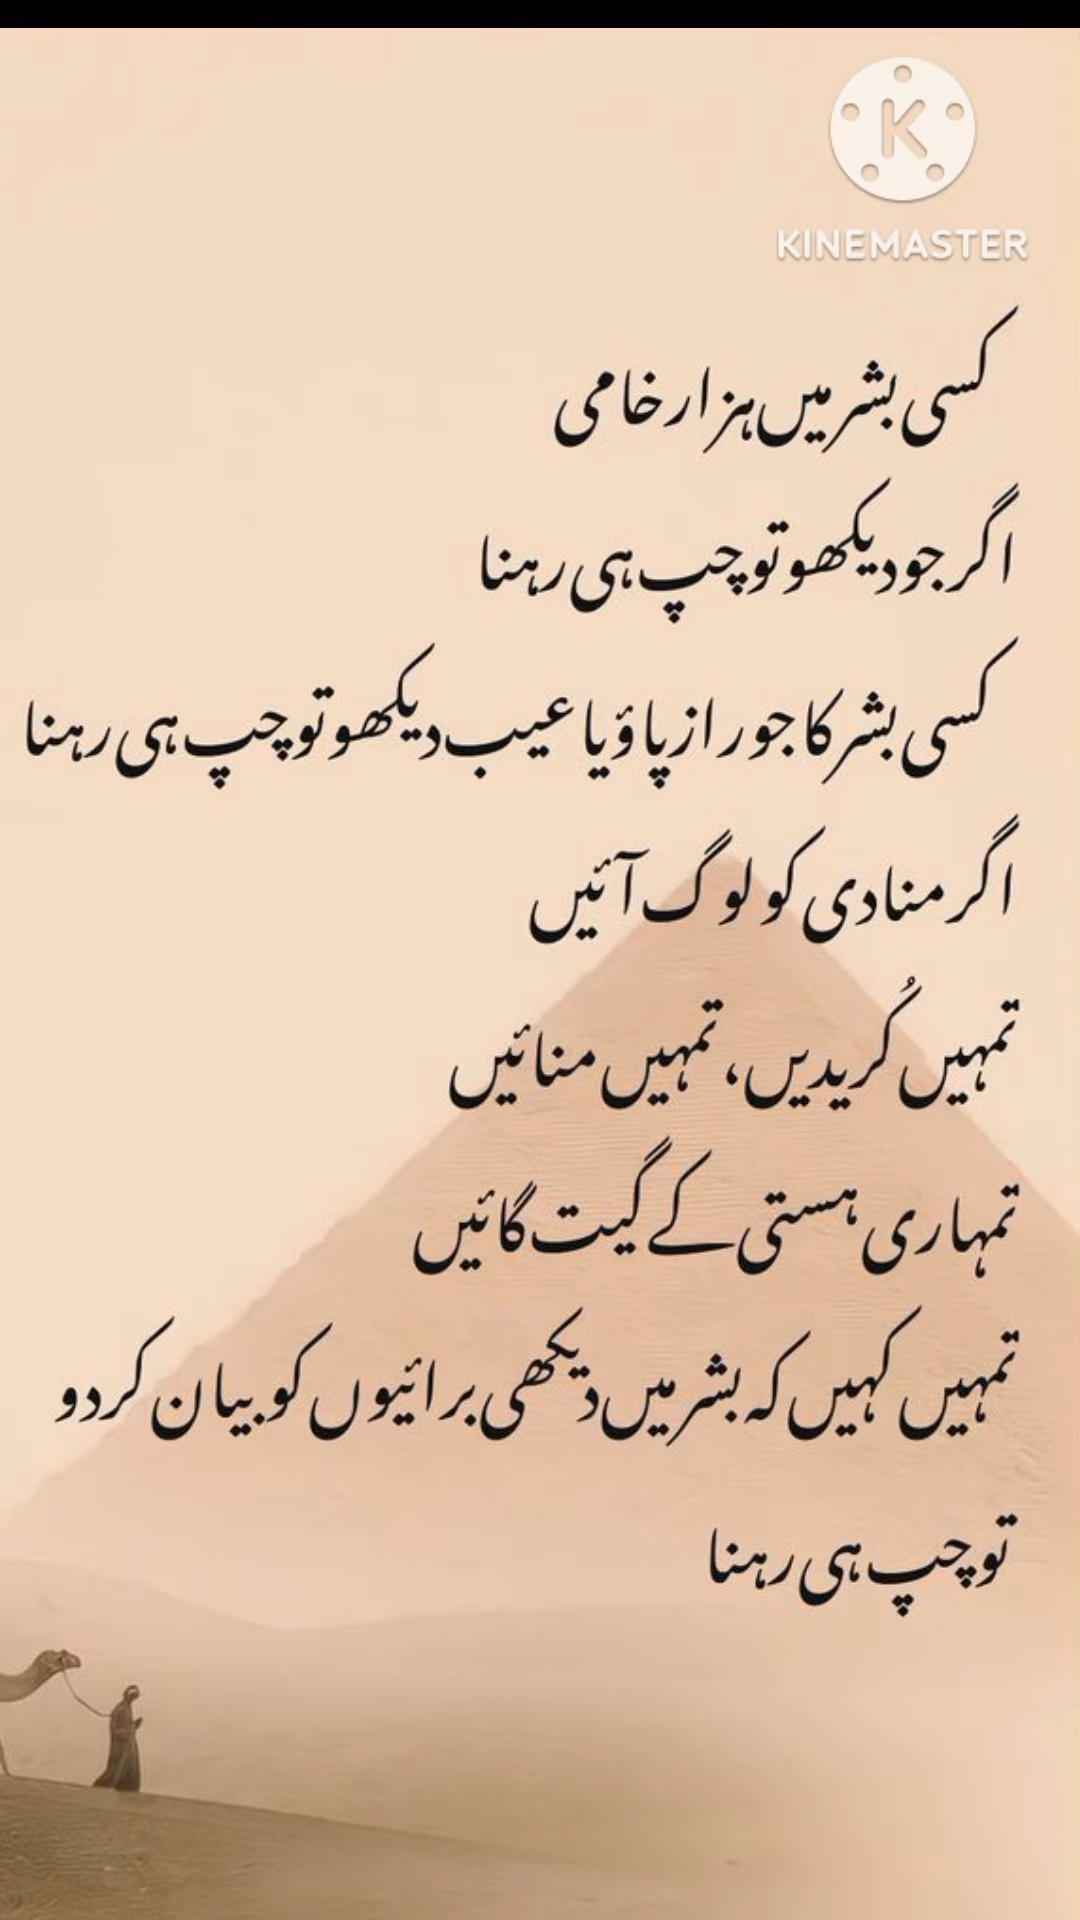 KINEMASTER
کسی بشر میں ہزار خامی
اگر جو دیکھو تو چپ ہی رہنا
کسی بشر کا جو راز پاؤ یا عیب دیکھو تو چپ ہی رہنا
اگر منادی کو لوگ آئیں
تمہیں کُریدیں، تمہیں منائیں
تمہاری ہستی کے گیت گائیں
تمہیں کہیں کہ بشر میں دیکھی برائیوں کو بیان کر دو
تو چپ ہی رہنا